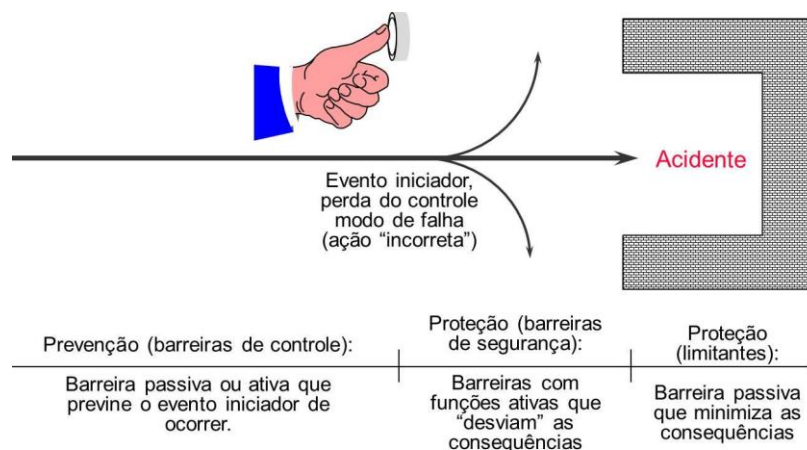 Acidente
Evento iniciador,
perda do controle
modo de falha
(ação “incorreta”)
Prevenção (barreiras de controle):
Barreira passiva ou ativa que
previne o evento iniciador de
ocorrer.
Proteção (barreiras
de segurança):
Barreiras com
funções ativas que
“desviam” as
consequências
Proteção
(limitantes):
Barreira passiva
que minimiza as
consequências